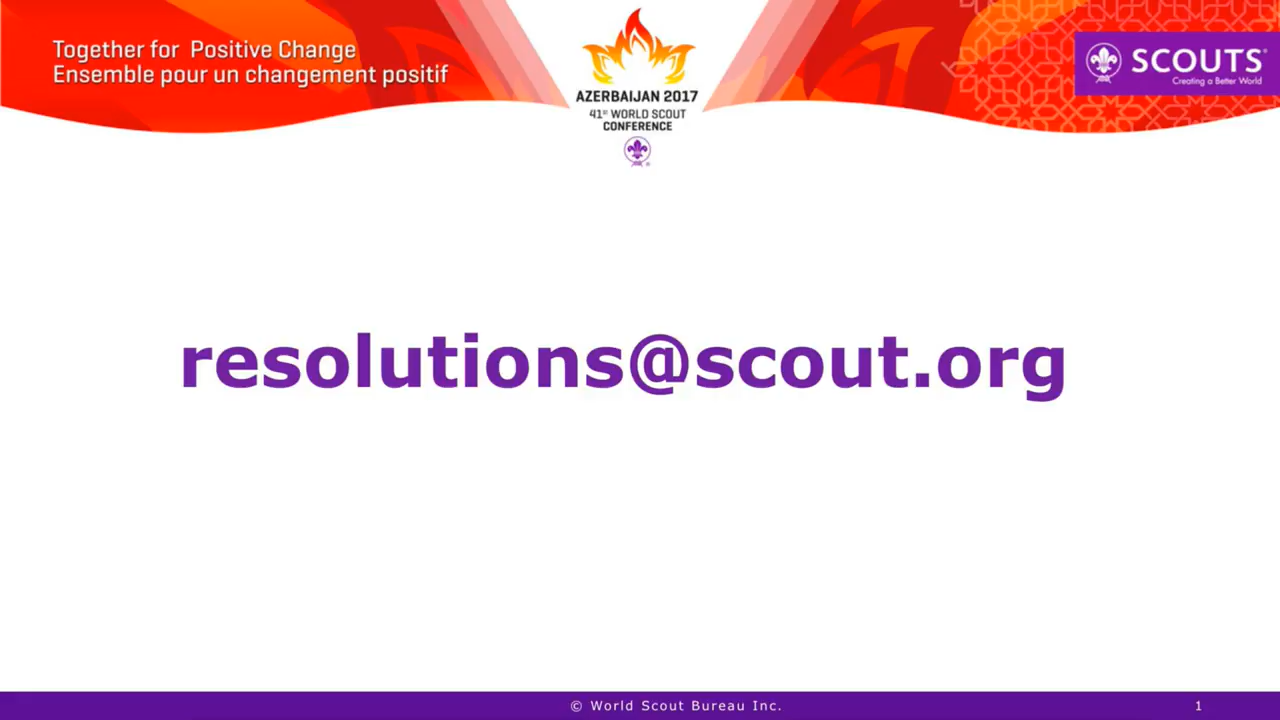 Together for Positive Change
Ensemble pour un changement positif
AZERBAIJAN 2017
41st WORLD SCOUT
CONFERENCE
®
SCOUTS®
Creating a Better World
resolutions@scout.org
© World Scout Bureau Inc.
1